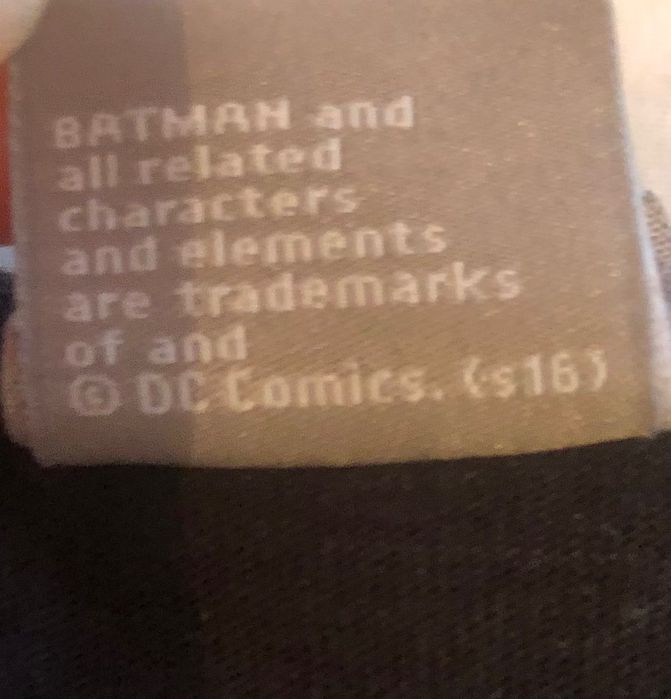 BATMAN and
all related
characters
and elements
are trademarks
of and
© DC Comics. (s16)